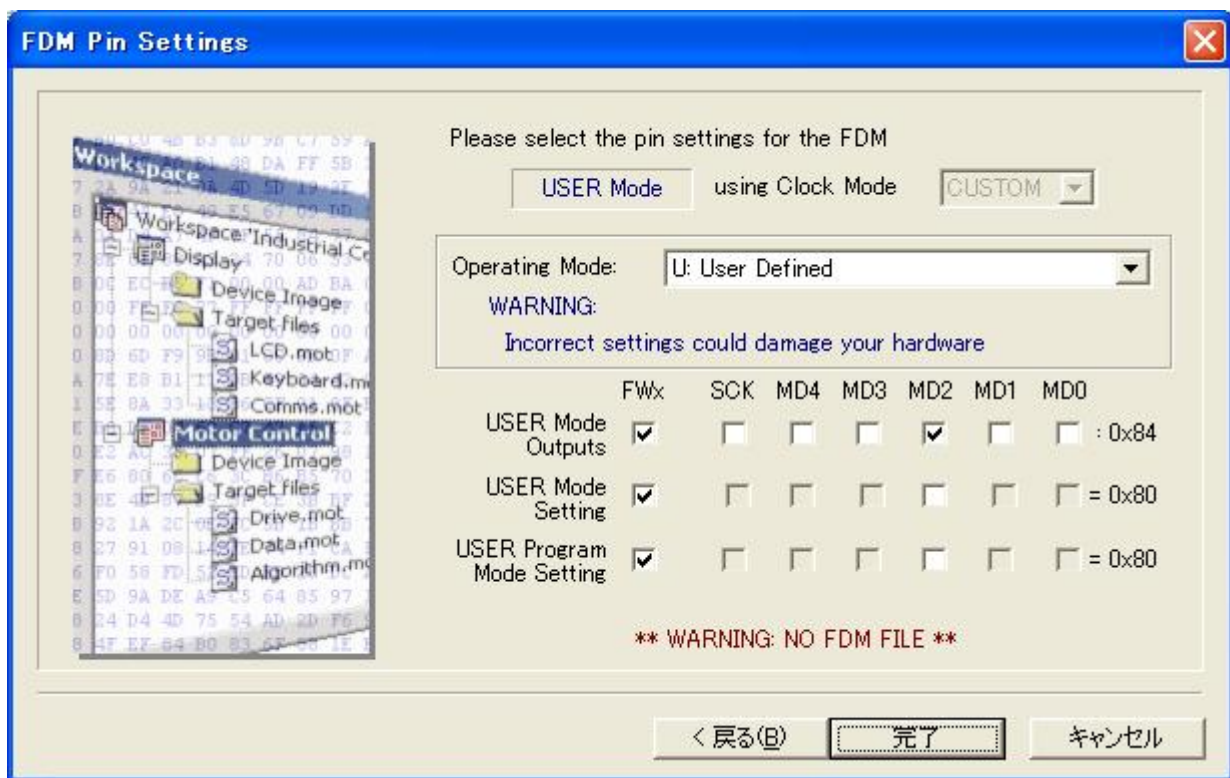 FDM Pin Settings
Please select the pin settings for the FDM
USER Mode using Clock Mode CUSTOM
Operating Mode: U: User Defined
WARNING:
Incorrect settings could damage your hardware
FWx SCK MD4 MD3 MD2 MD1 MD0
USER Mode
Outputs : 0x84
USER Mode
Setting = 0x80
USER Program
Mode Setting = 0x80
** WARNING: NO FDM FILE **
Workspace
Workspace 'Industrial
Display
Device Image
Target files
LCD.mot
Keyboard.m
Comms.mot
Motor Control
Device Image
Target files
Drive.mot
Data.mot
Algorithm.m
< 戻る(B) 完了 キャンセル